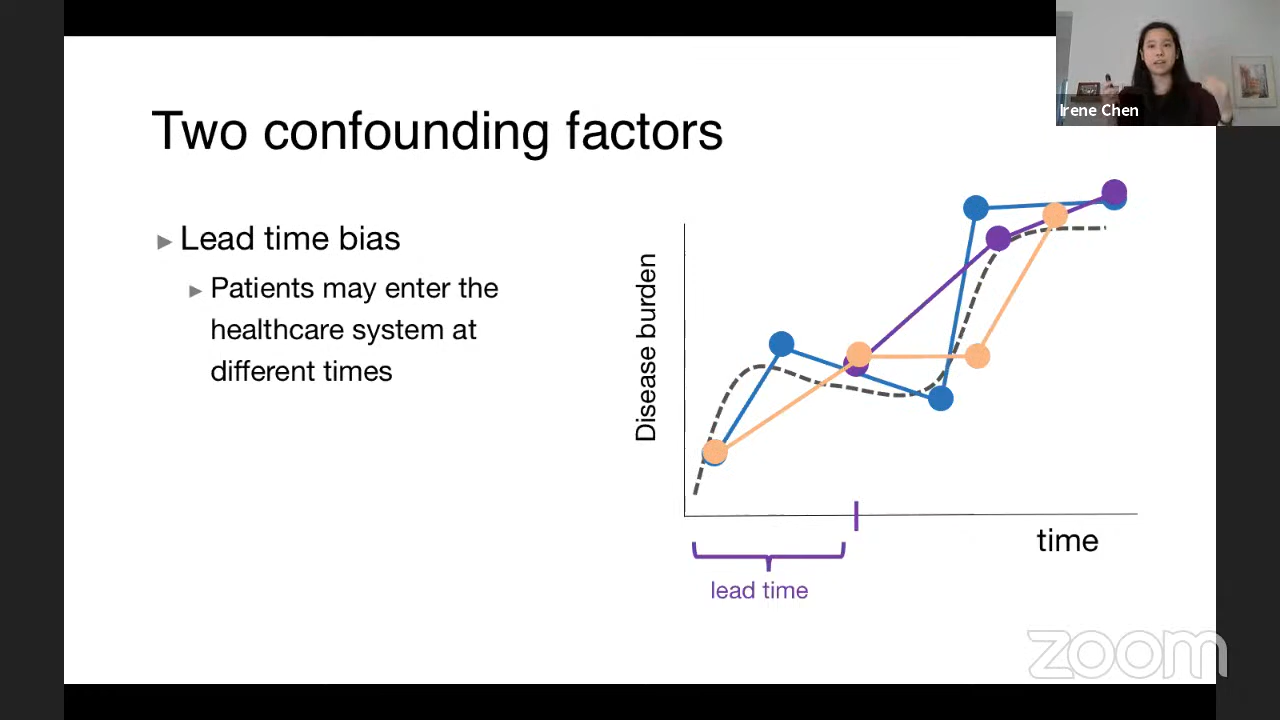 Irene Chen
Two confounding factors
▸ Lead time bias
▸ Patients may enter the
healthcare system at
different times
Disease burden
time
lead time
zoom